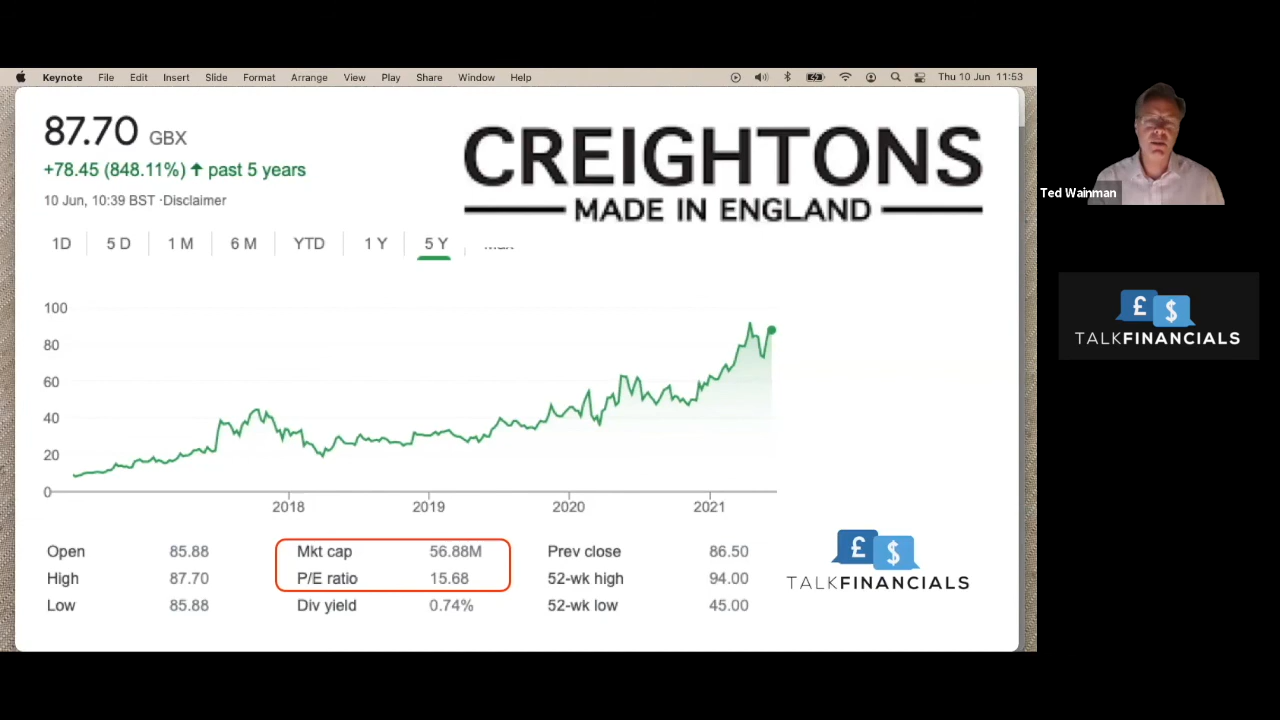 Keynote File Edit Insert Slide Format Arrange View Play Share Window Help Thu 10 Jun 11:53
87.70 GBX
+78.45 (848.11%) ↑ past 5 years
10 Jun, 10:39 BST ·Disclaimer
CREIGHTONS
MADE IN ENGLAND
1D 5 D 1 M 6 M YTD 1 Y 5 Y
100
80
60
40
20
0
2018 2019 2020 2021
Open 85.88 Mkt cap 56.88M Prev close 86.50
High 87.70 P/E ratio 15.68 52-wk high 94.00
Low 85.88 Div yield 0.74% 52-wk low 45.00
£ $
TALKFINANCIALS
Ted Wainman
£ $
TALKFINANCIALS